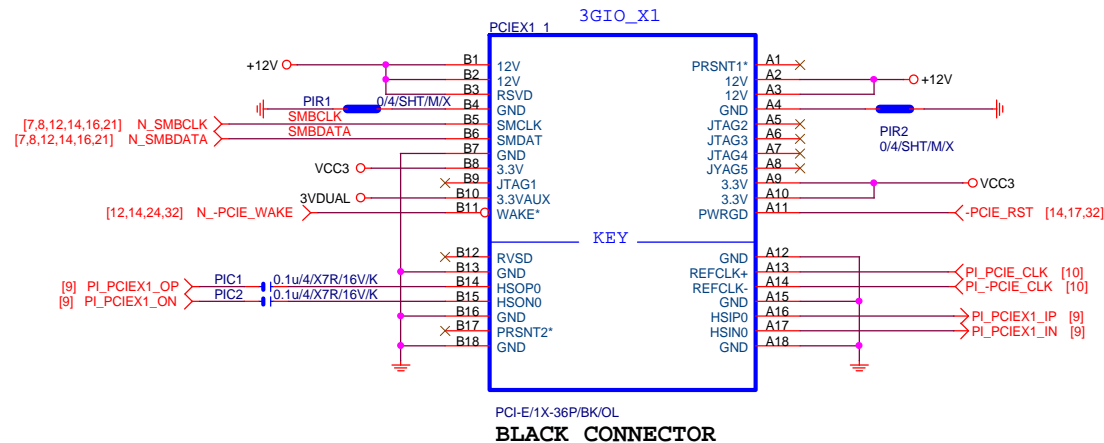 3GIO_X1
PCIEX1_1
+12V B1 12V PRSNT1* A1
B2 12V 12V A2 +12V
B3 RSVD 12V A3
PIR1 0/4/SHT/M/X B4 GND GND A4
[7,8,12,14,16,21] N_SMBCLK SMBCLK B5 SMCLK JTAG2 A5
[7,8,12,14,16,21] N_SMBDATA SMBDATA B6 SMDAT JTAG3 A6 PIR2
B7 GND JTAG4 A7 0/4/SHT/M/X
VCC3 B8 3.3V JYAG5 A8
B9 JTAG1 3.3V A9 VCC3
3VDUAL B10 3.3VAUX 3.3V A10
[12,14,24,32] N_-PCIE_WAKE B11 WAKE* PWRGD A11 -PCIE_RST [14,17,32]
KEY
B12 RVSD GND A12
B13 GND REFCLK+ A13 PI_PCIE_CLK [10]
[9] PI_PCIEX1_OP PIC1 0.1u/4/X7R/16V/K B14 HSOP0 REFCLK- A14 PI_-PCIE_CLK [10]
[9] PI_PCIEX1_ON PIC2 0.1u/4/X7R/16V/K B15 HSON0 GND A15
B16 GND HSIP0 A16 PI_PCIEX1_IP [9]
B17 PRSNT2* HSIN0 A17 PI_PCIEX1_IN [9]
B18 GND GND A18
PCI-E/1X-36P/BK/OL
BLACK CONNECTOR